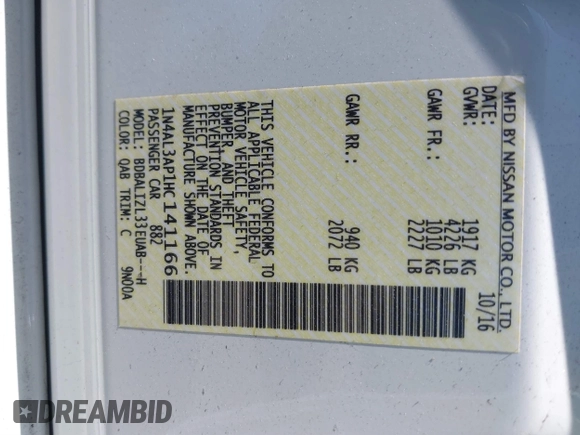 MFD BY NISSAN MOTOR CO., LTD.
DATE: 10/16
GVWR: 1917 KG
4226 LB
GAWR FR.: 1010 KG
2227 LB
GAWR RR.: 940 KG
2072 LB
THIS VEHICLE CONFORMS TO
ALL APPLICABLE FEDERAL
MOTOR VEHICLE SAFETY,
BUMPER, AND THEFT
PREVENTION STANDARDS IN
EFFECT ON THE DATE OF
MANUFACTURE SHOWN ABOVE.
1N4AL3AP1HC141166
PASSENGER CAR 882
MODEL: BDBALIZL33EUAB---H
COLOR: QAB TRIM: C 9N00A
DREAMBID